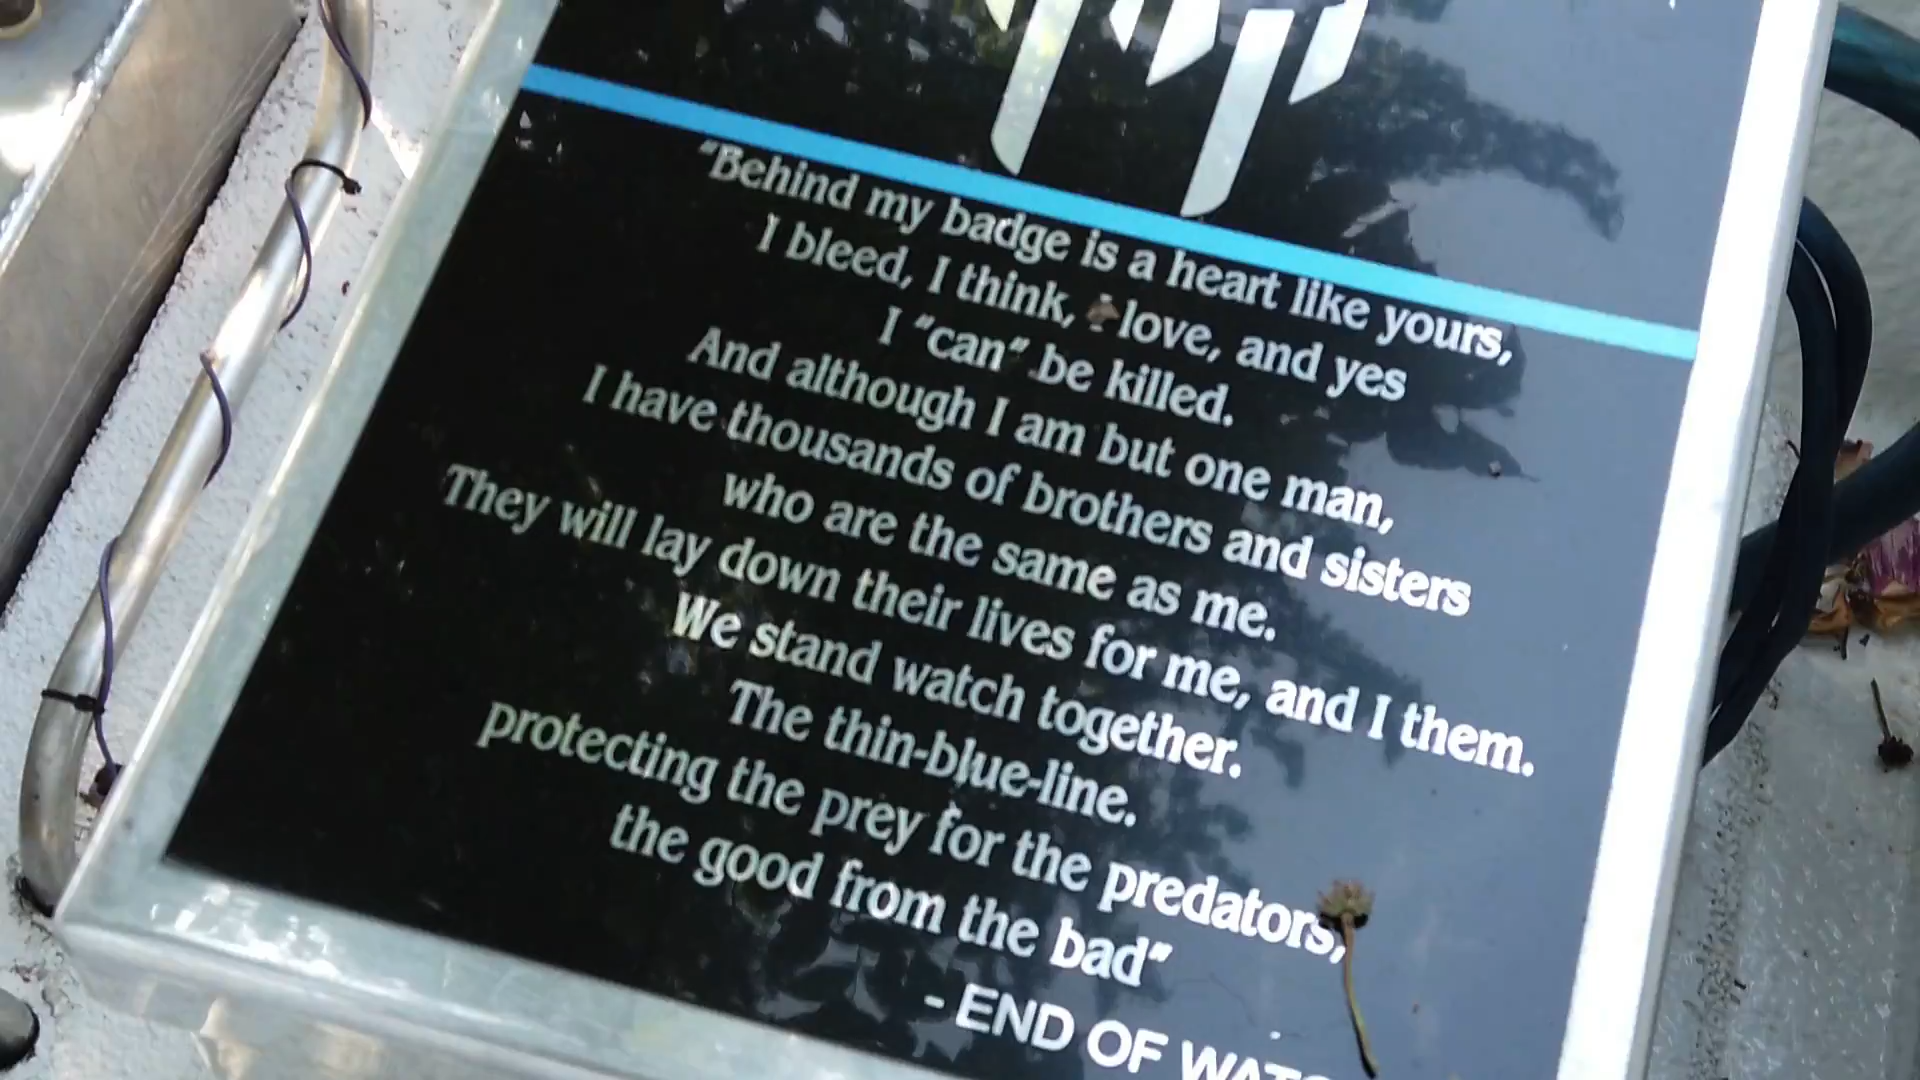 "Behind my badge is a heart like yours,
I bleed, I think, I love, and yes
I "can" be killed.
And although I am but one man,
I have thousands of brothers and sisters
who are the same as me.
They will lay down their lives for me, and I them.
We stand watch together.
The thin-blue-line.
protecting the prey for the predators,
the good from the bad"
- END OF